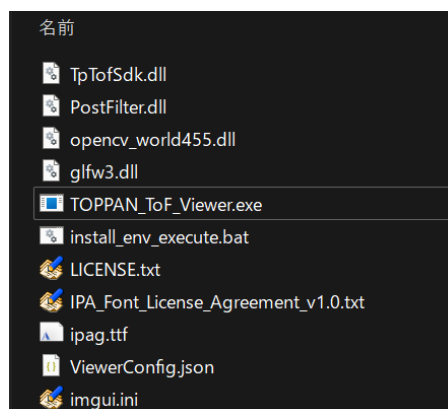 名前
TpTofSdk.dll
PostFilter.dll
opencv_world455.dll
glfw3.dll
TOPPAN_ToF_Viewer.exe
install_env_execute.bat
LICENSE.txt
IPA_Font_License_Agreement_v1.0.txt
ipag.ttf
ViewerConfig.json
imgui.ini